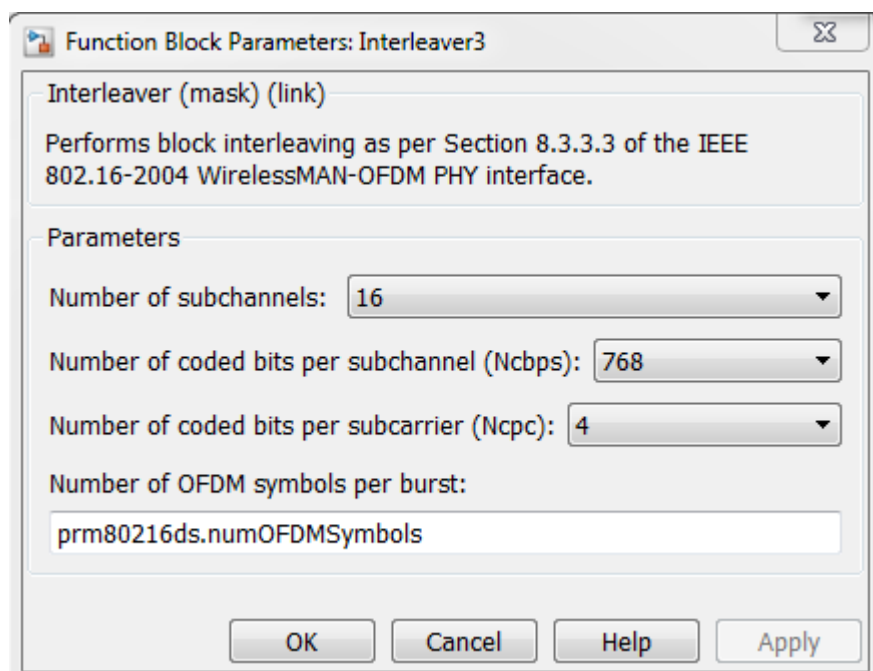 Function Block Parameters: Interleaver3
Interleaver (mask) (link)
Performs block interleaving as per Section 8.3.3.3 of the IEEE
802.16-2004 WirelessMAN-OFDM PHY interface.
Parameters
Number of subchannels: 16
Number of coded bits per subchannel (Ncbps): 768
Number of coded bits per subcarrier (Ncpc): 4
Number of OFDM symbols per burst:
prm80216ds.numOFDMSymbols
OK Cancel Help Apply